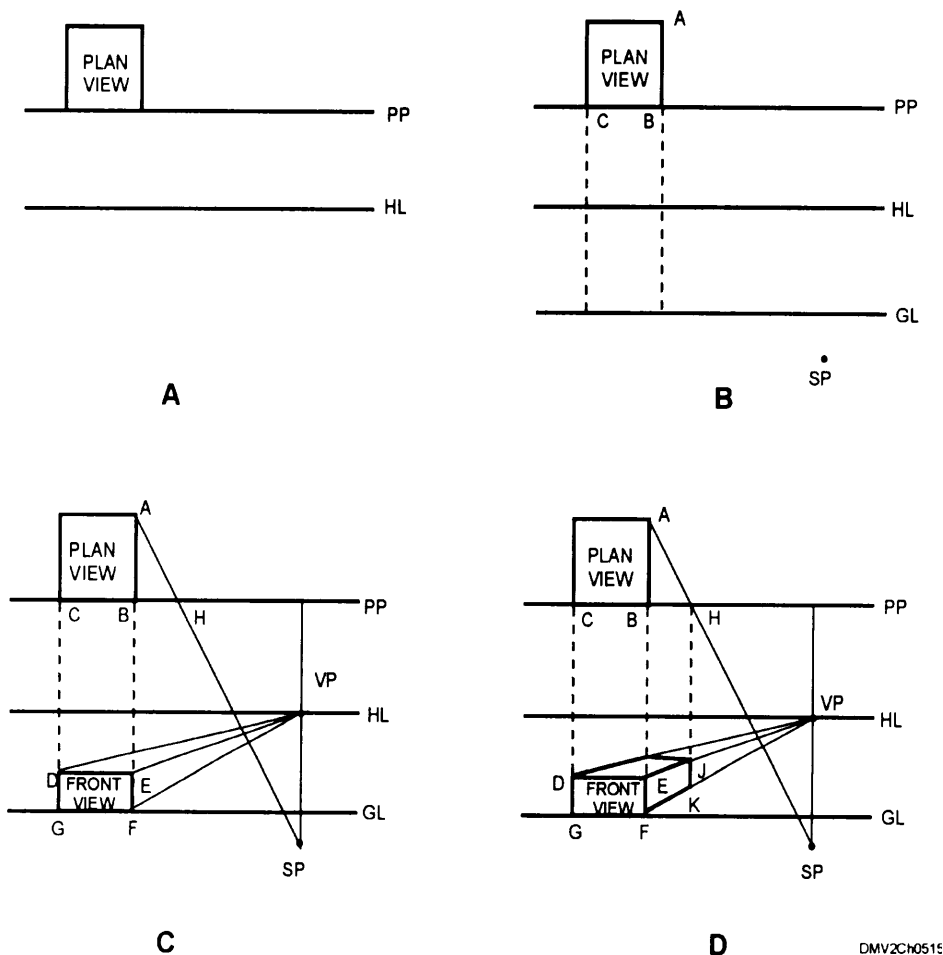 PLAN
VIEW
PP
HL
A
A
PLAN
VIEW
C B
PP
HL
GL
SP
B
A
PLAN
VIEW
C B H
PP
VP
HL
D FRONT E
VIEW
G F
GL
SP
C
A
PLAN
VIEW
C B H
PP
VP
HL
D FRONT E J
VIEW K
G F
GL
SP
D
DMV2Ch0515